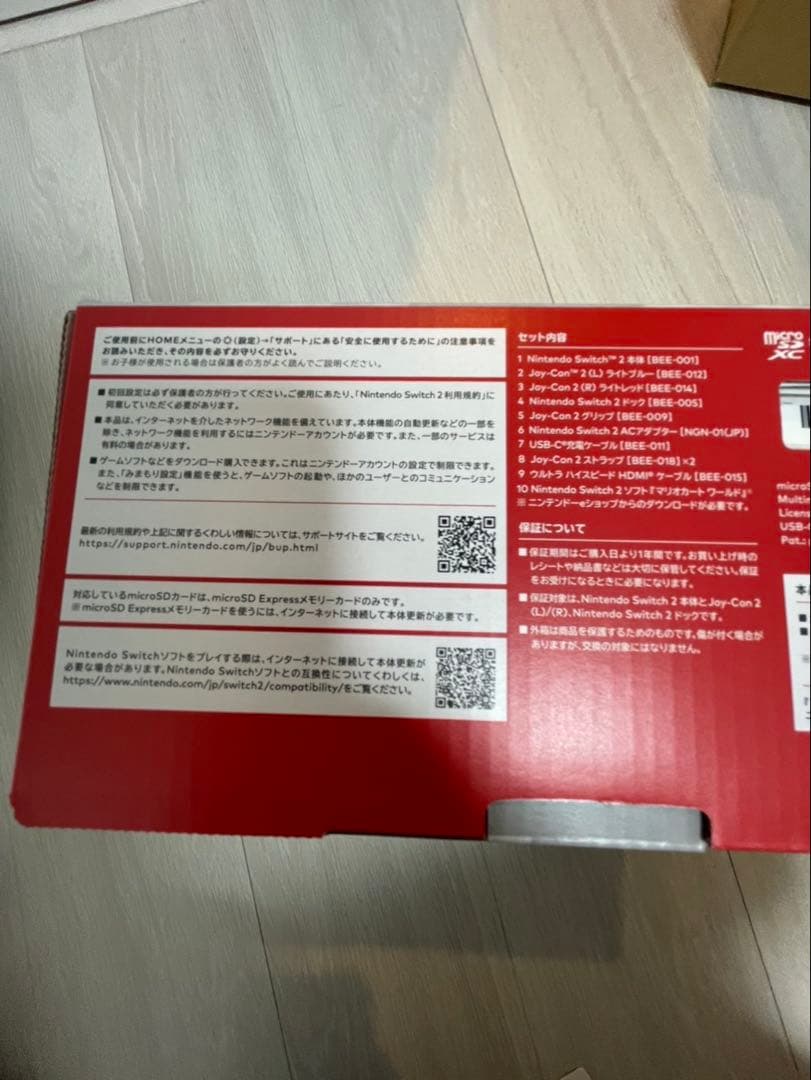 ご使用前にHOMEメニューの(設定)→「サポート」にある「安全に使用するために」の注意事項を
お読みいただき、その内容を必ずお守りください。
※お子様が使用される場合は保護者の方がよく読んでご説明ください。
■初回設定は必ず保護者の方が行ってください。ご使用にあたり、「Nintendo Switch 2 利用規約」に
同意していただく必要があります。
■本品は、インターネットを介したネットワーク機能を備えています。本体機能の自動更新などの一部を
除き、ネットワーク機能を利用するにはニンテンドーアカウントが必要です。また、一部のサービスは
有料の場合があります。
■ゲームソフトなどをダウンロード購入できます。これはニンテンドーアカウントの設定で制限できます。
また、「みまもり設定」機能を使うと、ゲームソフトの起動や、ほかのユーザーとのコミュニケーション
などを制限できます。
最新の利用規約や上記に関するくわしい情報については、サポートサイトをご覧ください。
https://support.nintendo.com/jp/bup.html
対応しているmicroSDカードは、microSD Expressメモリーカードのみです。
※microSD Expressメモリーカードを使うには、インターネットに接続して本体更新が必要です。
Nintendo Switchソフトをプレイする際は、インターネットに接続して本体更新が
必要な場合があります。Nintendo Switchソフトとの互換性についてくわしくは、
https://www.nintendo.com/jp/switch2/compatibility/をご覧ください。
セット内容
1 Nintendo Switch™ 2 本体 [BEE-001]
2 Joy-Con™ 2 (L) ライトブルー [BEE-012]
3 Joy-Con 2 (R) ライトレッド [BEE-014]
4 Nintendo Switch 2 ドック [BEE-005]
5 Joy-Con 2 グリップ [BEE-009]
6 Nintendo Switch 2 ACアダプター [NGN-01(JP)]
7 USB-C®充電ケーブル [BEE-011]
8 Joy-Con 2 ストラップ [BEE-018]×2
9 ウルトラ ハイスピード HDMI® ケーブル [BEE-015]
10 Nintendo Switch 2 ソフト『マリオカート ワールド』※
※ニンテンドーeショップからのダウンロードが必要です。
保証について
■保証期間はご購入日より1年間です。お買い上げ時の
レシートや納品書などは大切に保管してください。保証
をお受けになるときに必要になります。
■保証対象は、Nintendo Switch 2 本体とJoy-Con 2
(L)/(R)、Nintendo Switch 2 ドックです。
■外箱は商品を保護するためのものです。傷が付く場合が
ありますが、交換の対象にはなりません。
micro
SD
XC
micro
Multi
Licens
USB-
Pat.:
本